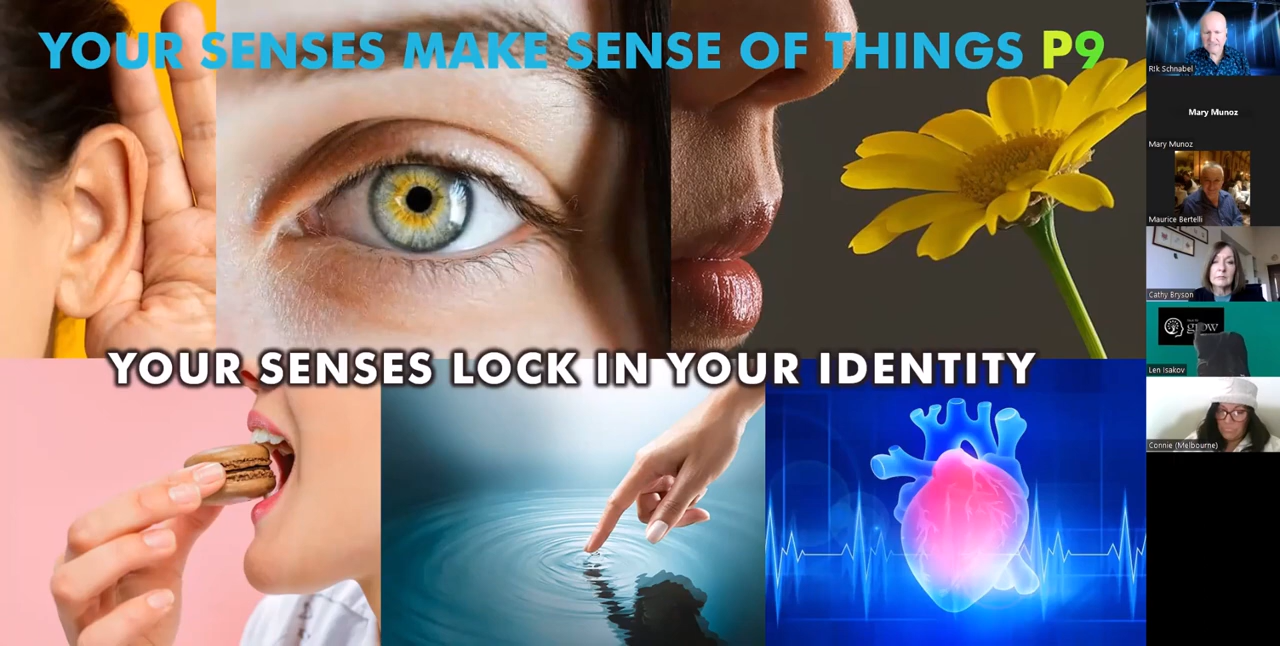 YOUR SENSES MAKE SENSE OF THINGS P9
YOUR SENSES LOCK IN YOUR IDENTITY
Rik Schnabel
Mary Munoz
Mary Munoz
Maurice Bertelli
Cathy Bryson
grow
Len Isakov
Connie (Melbourne)